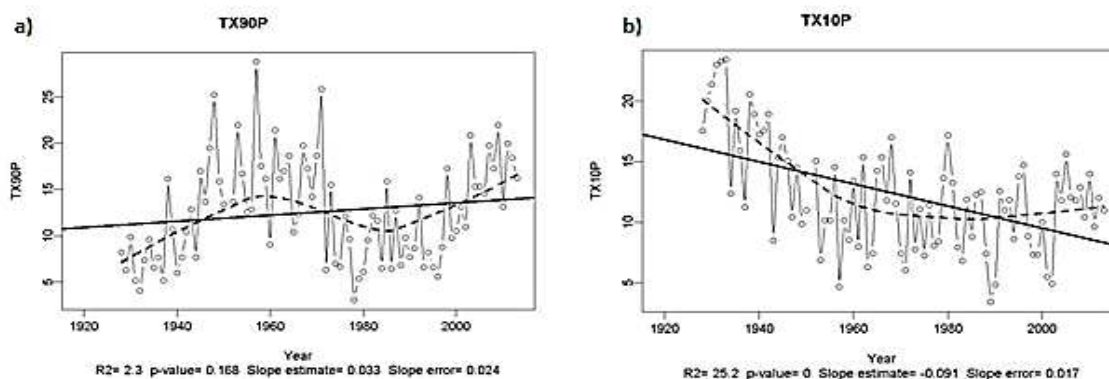 a)
TX90P
TX90P
25
20
15
10
5
1920 1940 1960 1980 2000
Year
R2= 2.3 p-value= 0.168 Slope estimate= 0.033 Slope error= 0.024
b)
TX10P
TX10P
20
15
10
5
1920 1940 1960 1980 2000
Year
R2= 25.2 p-value= 0 Slope estimate= -0.091 Slope error= 0.017